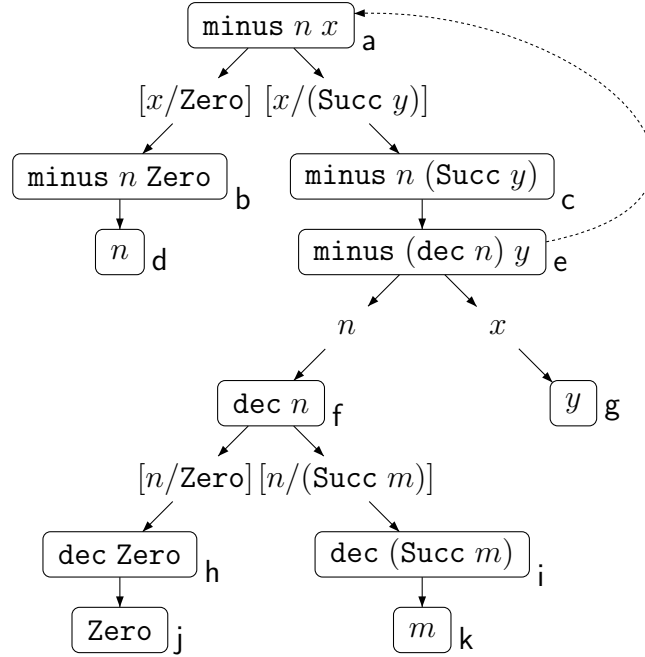 minus n x
a
[x/Zero] [x/(Succ y)]
minus n Zero
b
minus n (Succ y)
c
n
d
minus (dec n) y
e
n
x
dec n
f
y
g
[n/Zero] [n/(Succ m)]
dec Zero
h
dec (Succ m)
i
Zero
j
m
k